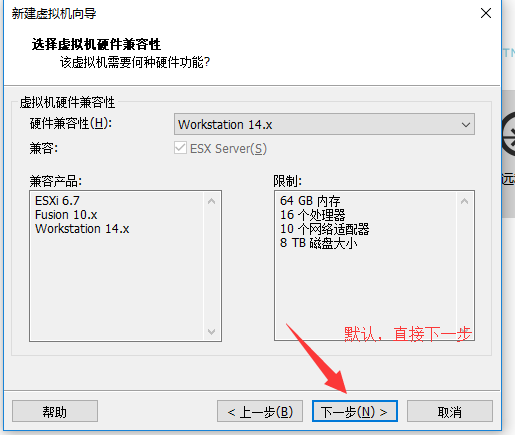 新建虚拟机向导
选择虚拟机硬件兼容性
该虚拟机需要何种硬件功能?
虚拟机硬件兼容性
硬件兼容性(H): Workstation 14.x
兼容: ESX Server(S)
兼容产品: 限制:
ESXi 6.7
Fusion 10.x
Workstation 14.x
64 GB 内存
16 个处理器
10 个网络适配器
8 TB 磁盘大小
默认，直接下一步
帮助 < 上一步(B) 下一步(N) > 取消
TN
远